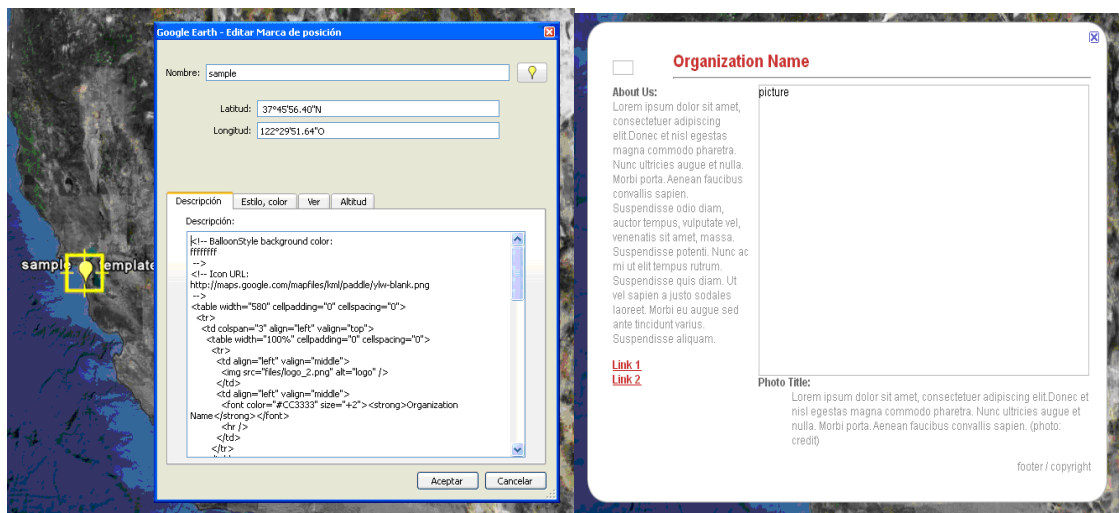 Google Earth - Editar Marca de posición
Nombre: sample
Latitud: 37°45'56.40"N
Longitud: 122°29'51.64"O
Descripción Estilo, color Ver Altitud
Descripción:
<!-- BalloonStyle background color:
ffffffff
-->
<!-- Icon URL:
http://maps.google.com/mapfiles/kml/paddle/ylw-blank.png
-->
<table width="580" cellpadding="0" cellspacing="0">
<tr>
<td colspan="3" align="left" valign="top">
<table width="100%" cellpadding="0" cellspacing="0">
<tr>
<td align="left" valign="middle">
<img src="files/logo_2.png" alt="logo" />
</td>
<td align="left" valign="middle">
<font color="#CC3333" size="+2"><strong>Organization
Name</strong></font>
<hr />
</td>
</tr>
Aceptar Cancelar
sample template
Organization Name
About Us:
Lorem ipsum dolor sit amet,
consectetuer adipiscing
elit.Donec et nisl egestas
magna commodo pharetra.
Nunc ultricies augue et nulla.
Morbi porta. Aenean faucibus
convallis sapien.
Suspendisse odio diam,
auctor tempus, vulputate vel,
venenatis sit amet, massa.
Suspendisse potenti. Nunc ac
mi ut elit tempus rutrum.
Suspendisse quis diam. Ut
vel sapien a justo sodales
laoreet. Morbi eu augue sed
ante tincidunt varius.
Suspendisse aliquam.
Link 1
Link 2
picture
Photo Title:
Lorem ipsum dolor sit amet, consectetuer adipiscing elit.Donec et
nisl egestas magna commodo pharetra. Nunc ultricies augue et
nulla. Morbi porta. Aenean faucibus convallis sapien. (photo:
credit)
footer / copyright